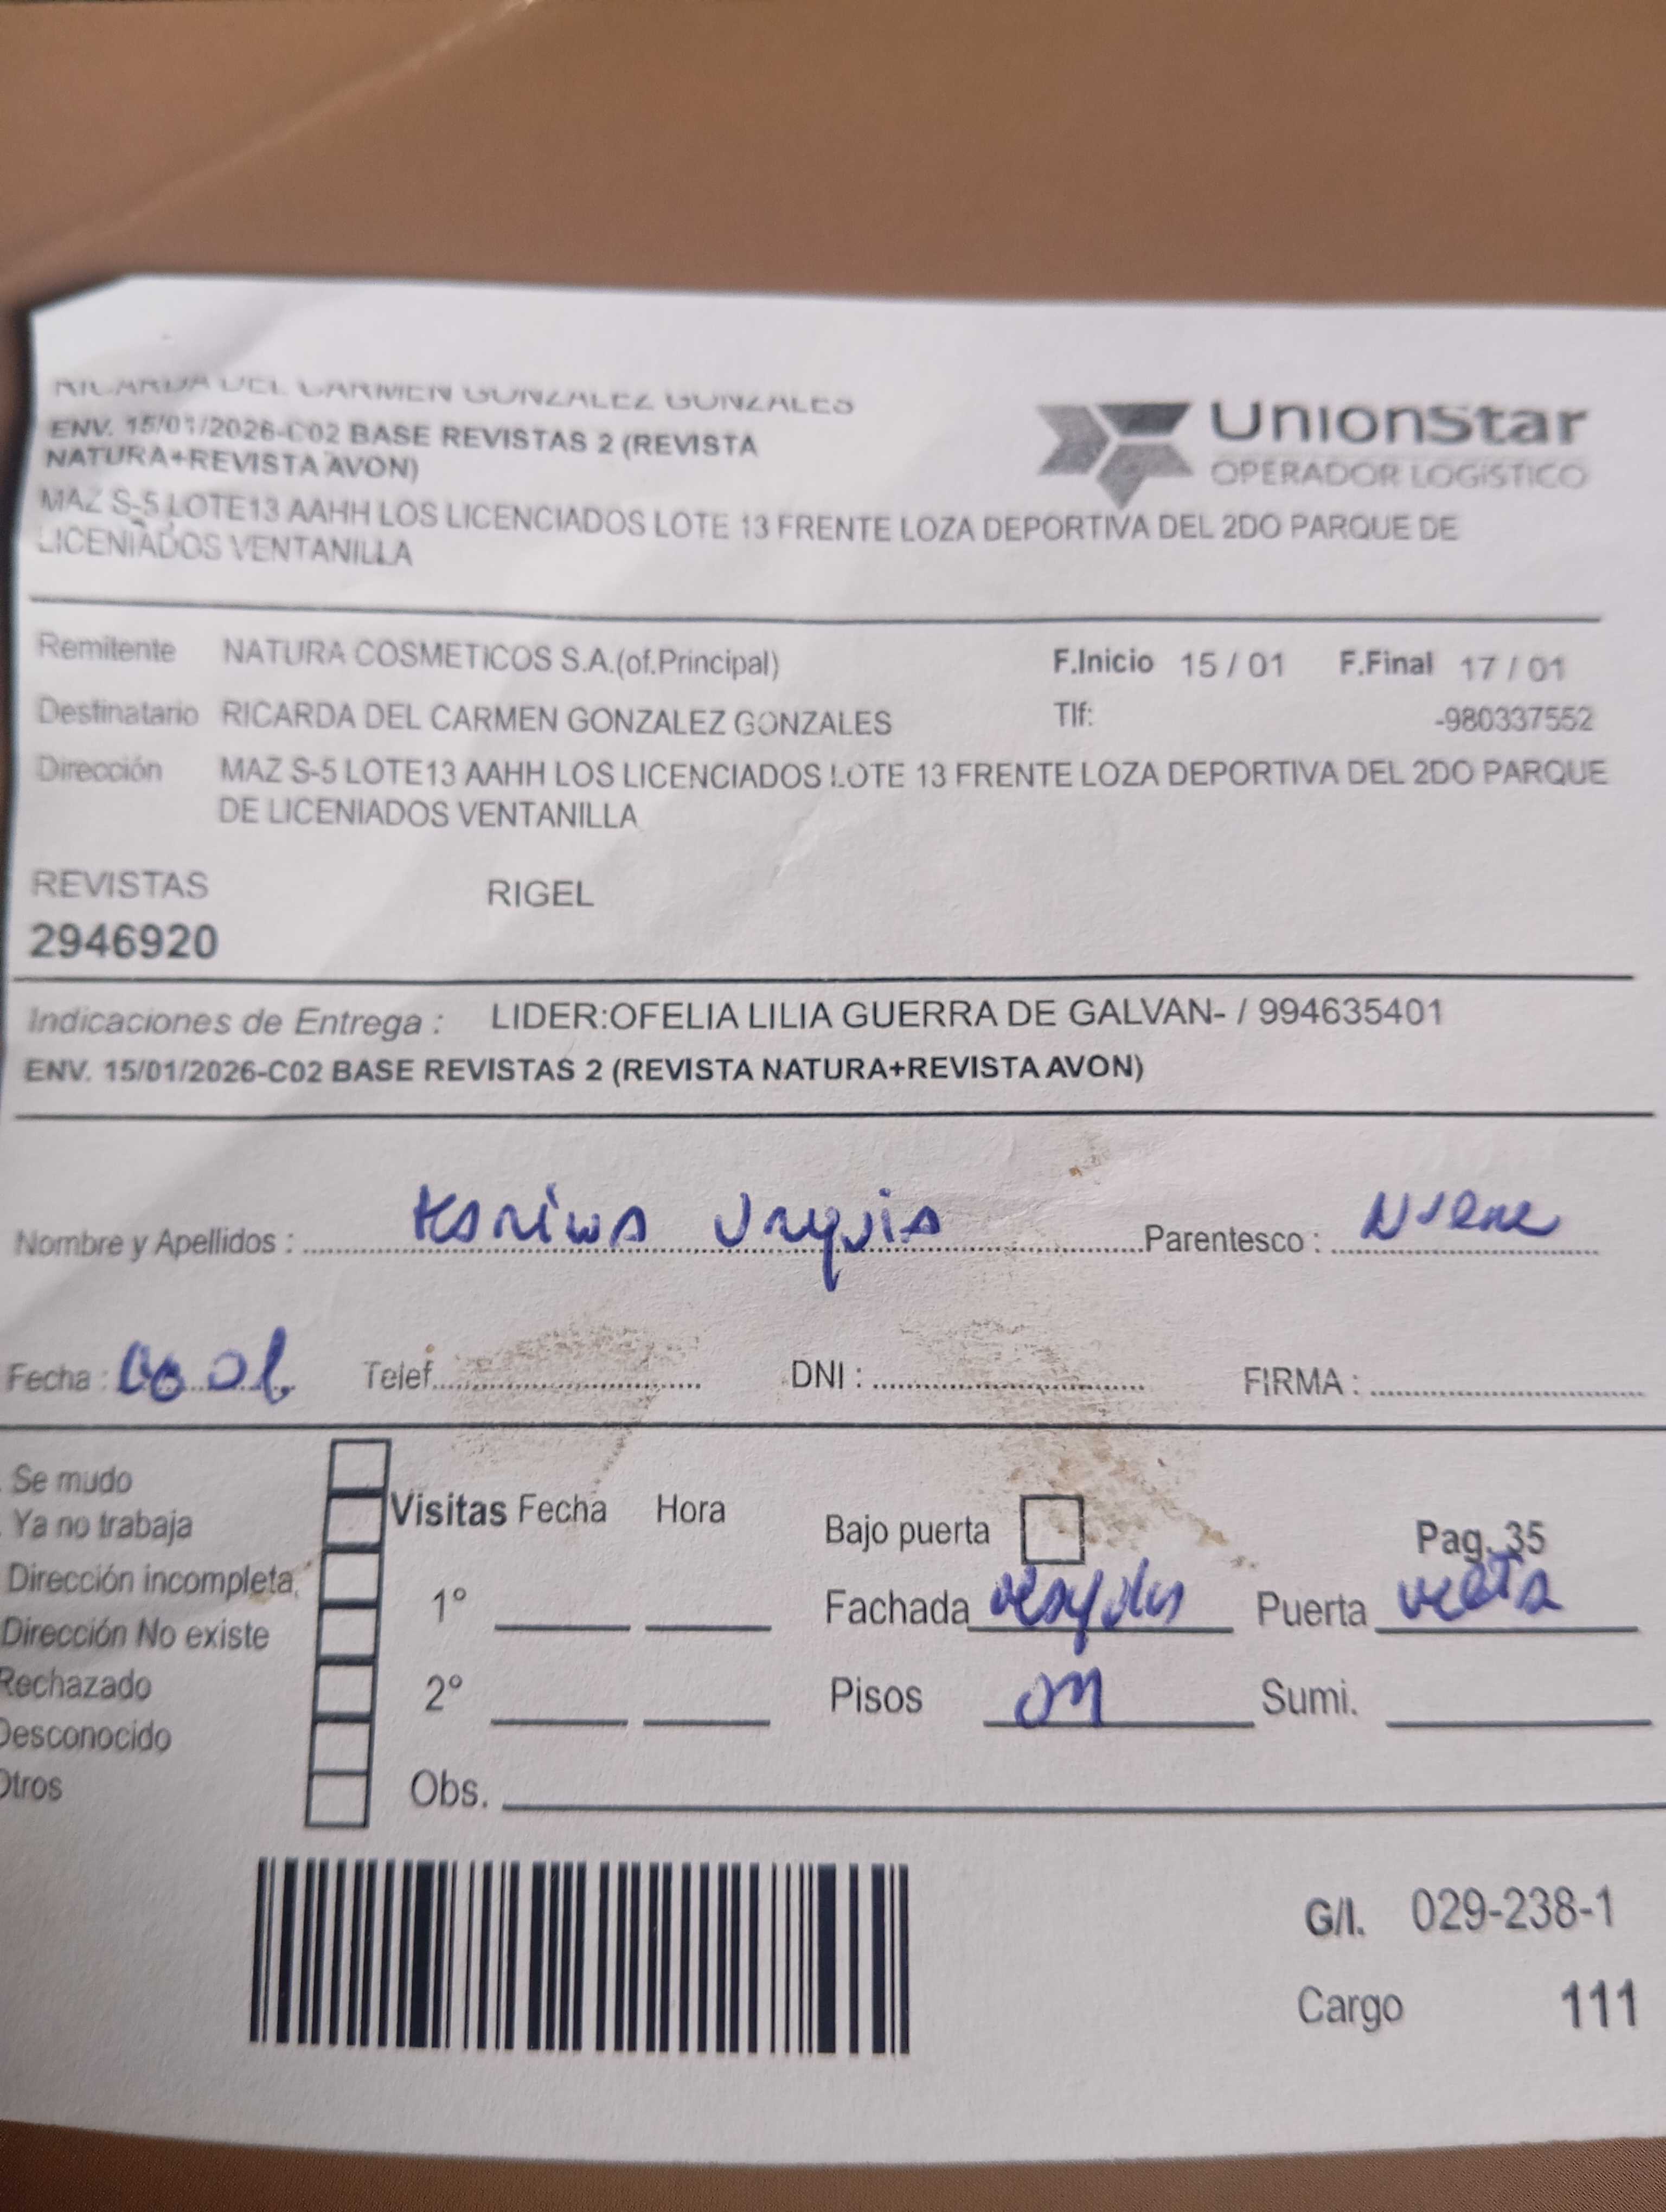 RICARDA DEL CARMEN GONZALEZ GONZALES
ENV. 15/01/2026-C02 BASE REVISTAS 2 (REVISTA
NATURA+REVISTA AVON)
UnionStar
OPERADOR LOGÍSTICO
MAZ S-5 LOTE13 AAHH LOS LICENCIADOS LOTE 13 FRENTE LOZA DEPORTIVA DEL 2DO PARQUE DE
LICENIADOS VENTANILLA
Remitente NATURA COSMETICOS S.A.(of.Principal) F.Inicio 15 / 01 F.Final 17 / 01
Destinatario RICARDA DEL CARMEN GONZALEZ GONZALES Tlf: -980337552
Dirección MAZ S-5 LOTE13 AAHH LOS LICENCIADOS LOTE 13 FRENTE LOZA DEPORTIVA DEL 2DO PARQUE
DE LICENIADOS VENTANILLA
REVISTAS RIGEL
2946920
Indicaciones de Entrega : LIDER:OFELIA LILIA GUERRA DE GALVAN- / 994635401
ENV. 15/01/2026-C02 BASE REVISTAS 2 (REVISTA NATURA+REVISTA AVON)
Nombre y Apellidos : Karina Urquia Parentesco :
Fecha : Telef. DNI : FIRMA :
Se mudo
Ya no trabaja
Dirección incompleta
Dirección No existe
Rechazado
Desconocido
Otros
Visitas Fecha Hora
1°
2°
Obs.
Bajo puerta Pag. 35
Fachada Puerta
Pisos Sumi.
G/I. 029-238-1
Cargo 111